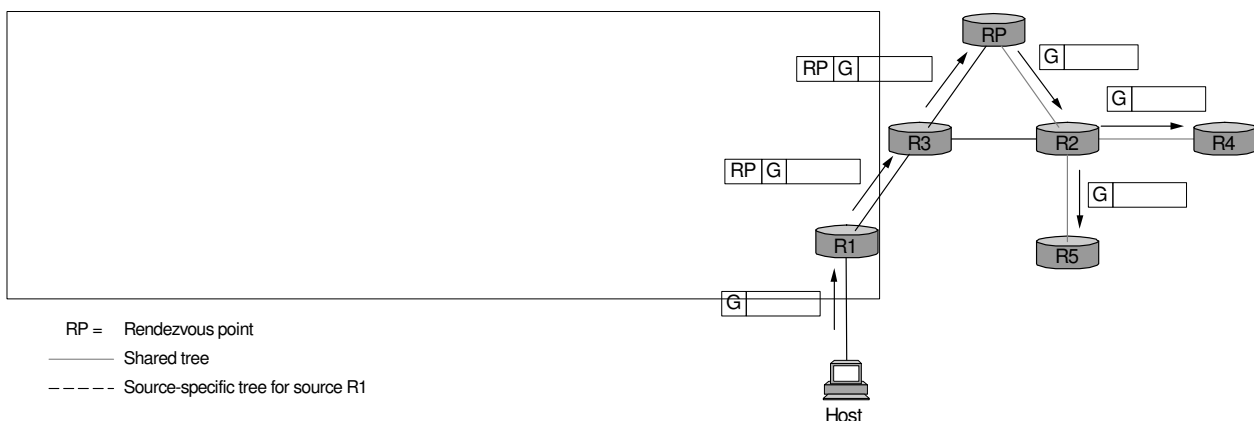 RP
G
RP G
G
R3
R2
R4
RP G
G
R1
R5
G
RP = Rendezvous point
Shared tree
Source-specific tree for source R1
Host